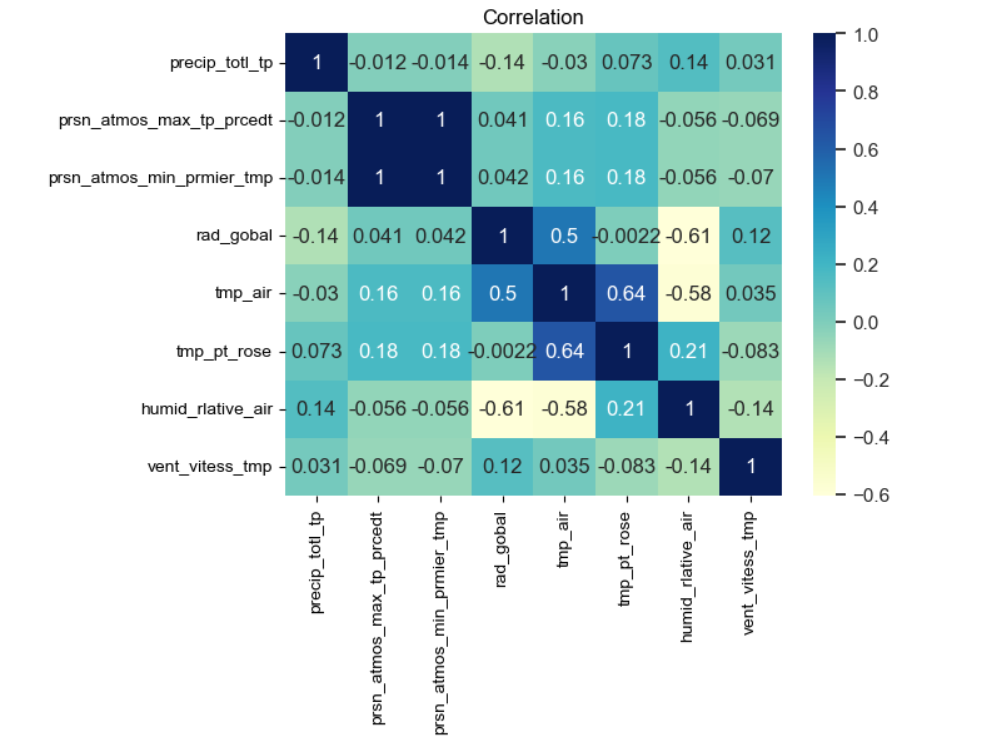 Correlation
precip_totl_tp 1 -0.012 -0.014 -0.14 -0.03 0.073 0.14 0.031
prsn_atmos_max_tp_prcedt -0.012 1 1 0.041 0.16 0.18 -0.056 -0.069
prsn_atmos_min_prmier_tmp -0.014 1 1 0.042 0.16 0.18 -0.056 -0.07
rad_gobal -0.14 0.041 0.042 1 0.5 -0.0022 -0.61 0.12
tmp_air -0.03 0.16 0.16 0.5 1 0.64 -0.58 0.035
tmp_pt_rose 0.073 0.18 0.18 -0.0022 0.64 1 0.21 -0.083
humid_rlative_air 0.14 -0.056 -0.056 -0.61 -0.58 0.21 1 -0.14
vent_vitess_tmp 0.031 -0.069 -0.07 0.12 0.035 -0.083 -0.14 1
precip_totl_tp
prsn_atmos_max_tp_prcedt
prsn_atmos_min_prmier_tmp
rad_gobal
tmp_air
tmp_pt_rose
humid_rlative_air
vent_vitess_tmp
1.0
0.8
0.6
0.4
0.2
0.0
−0.2
−0.4
−0.6